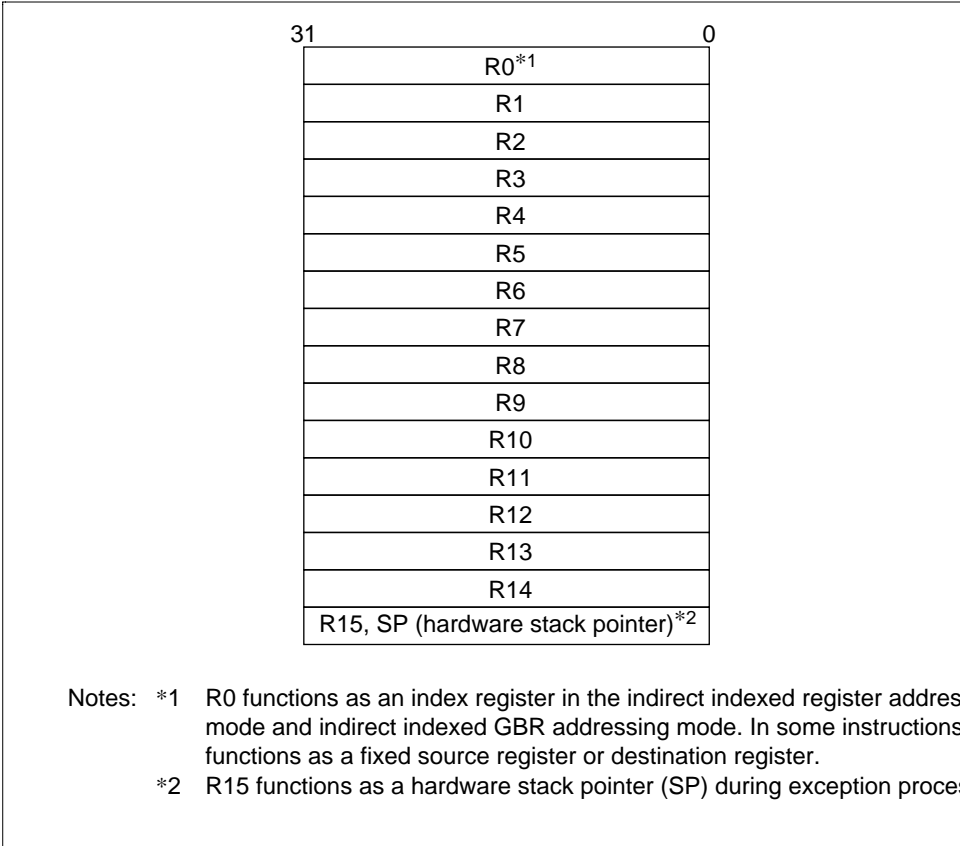 31 0
R0*1
R1
R2
R3
R4
R5
R6
R7
R8
R9
R10
R11
R12
R13
R14
R15, SP (hardware stack pointer)*2
Notes: *1 R0 functions as an index register in the indirect indexed register addres
mode and indirect indexed GBR addressing mode. In some instructions
functions as a fixed source register or destination register.
*2 R15 functions as a hardware stack pointer (SP) during exception proces